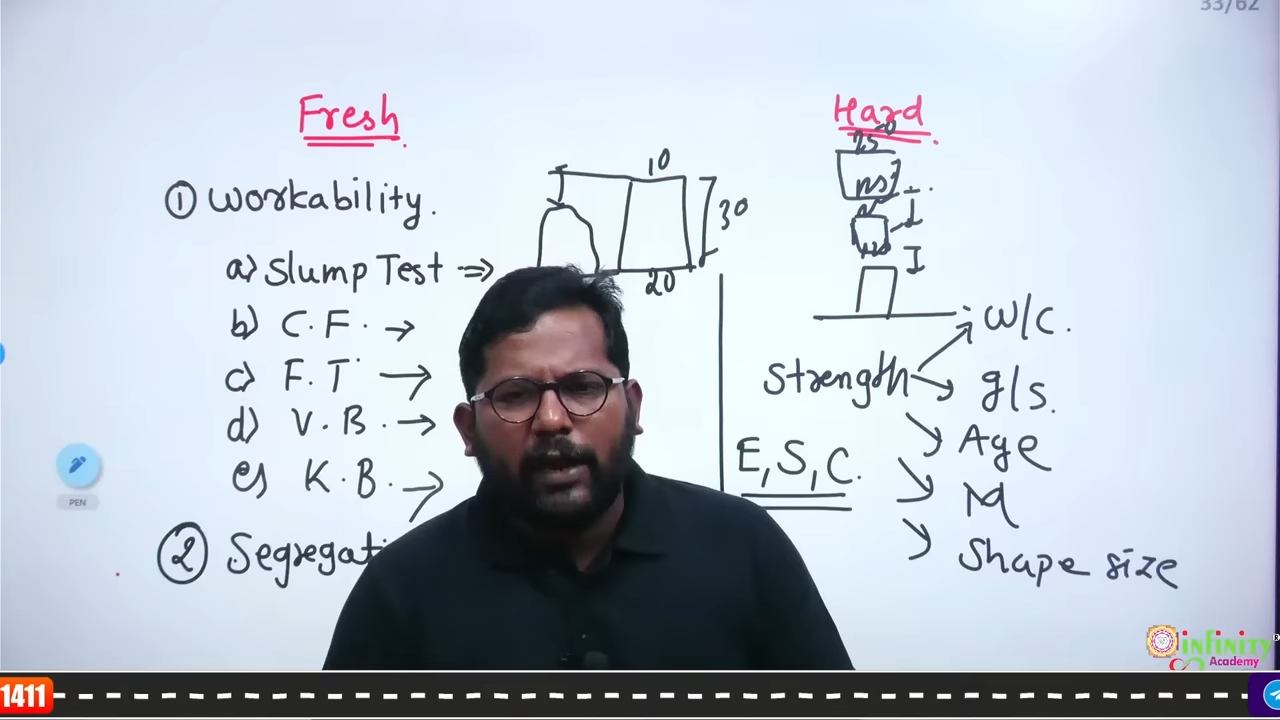 33/62
Fresh
① Workability.
a) Slump Test ⇒
10
30
20
b) C.F. →
c) F.T →
d) V.B. →
e) K.B. →
② Segregati
Hard
Strength
W/C.
g/s.
Age
M
Shape size
E, S, C.
PEN
infinity
Academy
1411